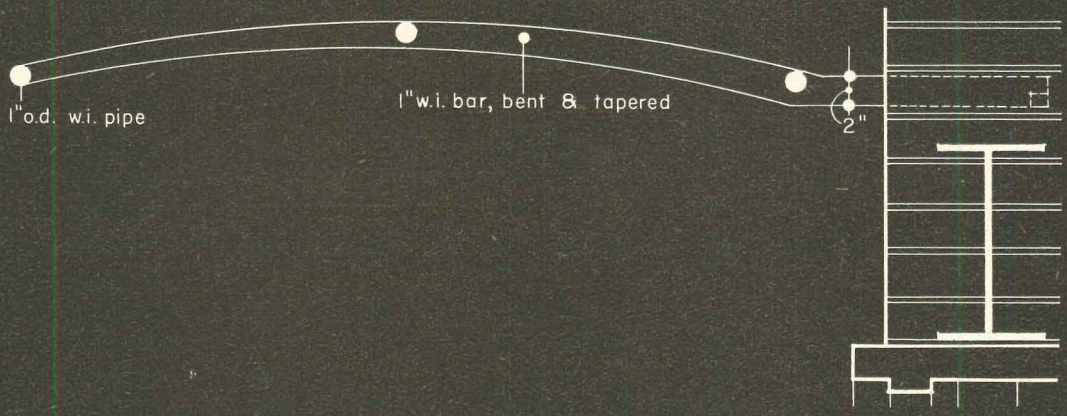 1"o.d. w.i. pipe
1"w.i. bar, bent & tapered
2"